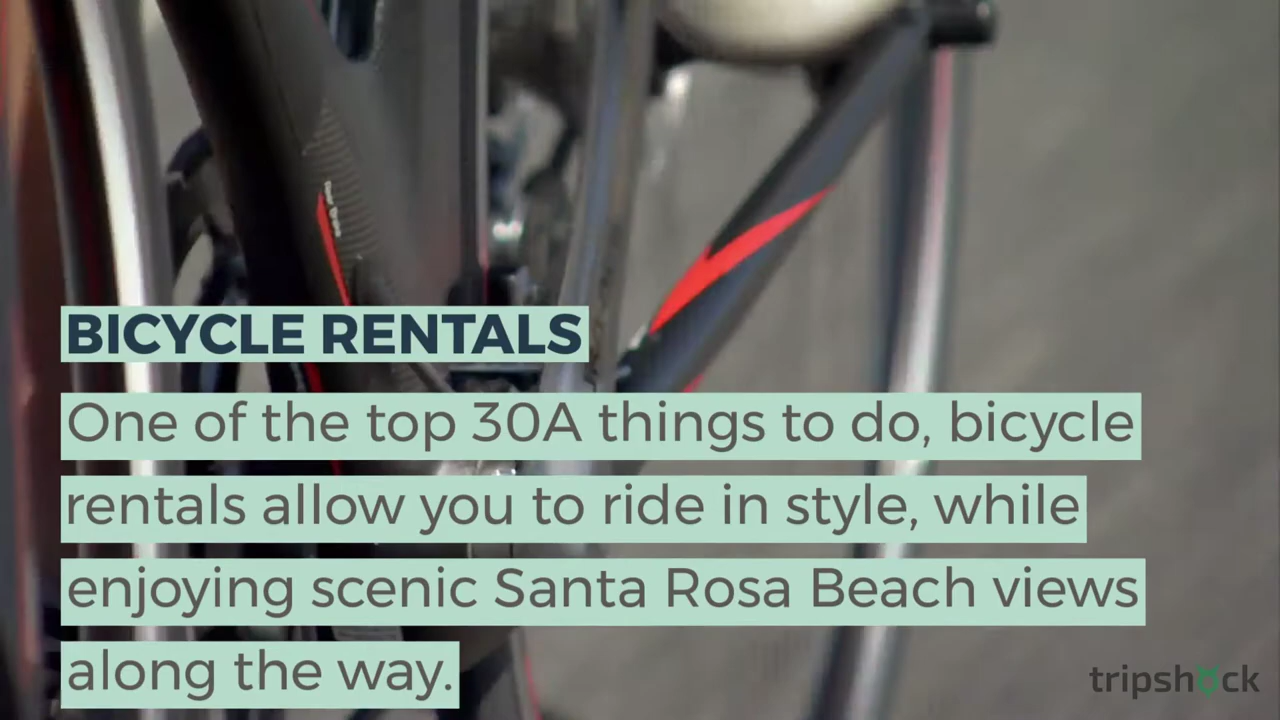 BICYCLE RENTALS
One of the top 30A things to do, bicycle
rentals allow you to ride in style, while
enjoying scenic Santa Rosa Beach views
along the way.
tripshock